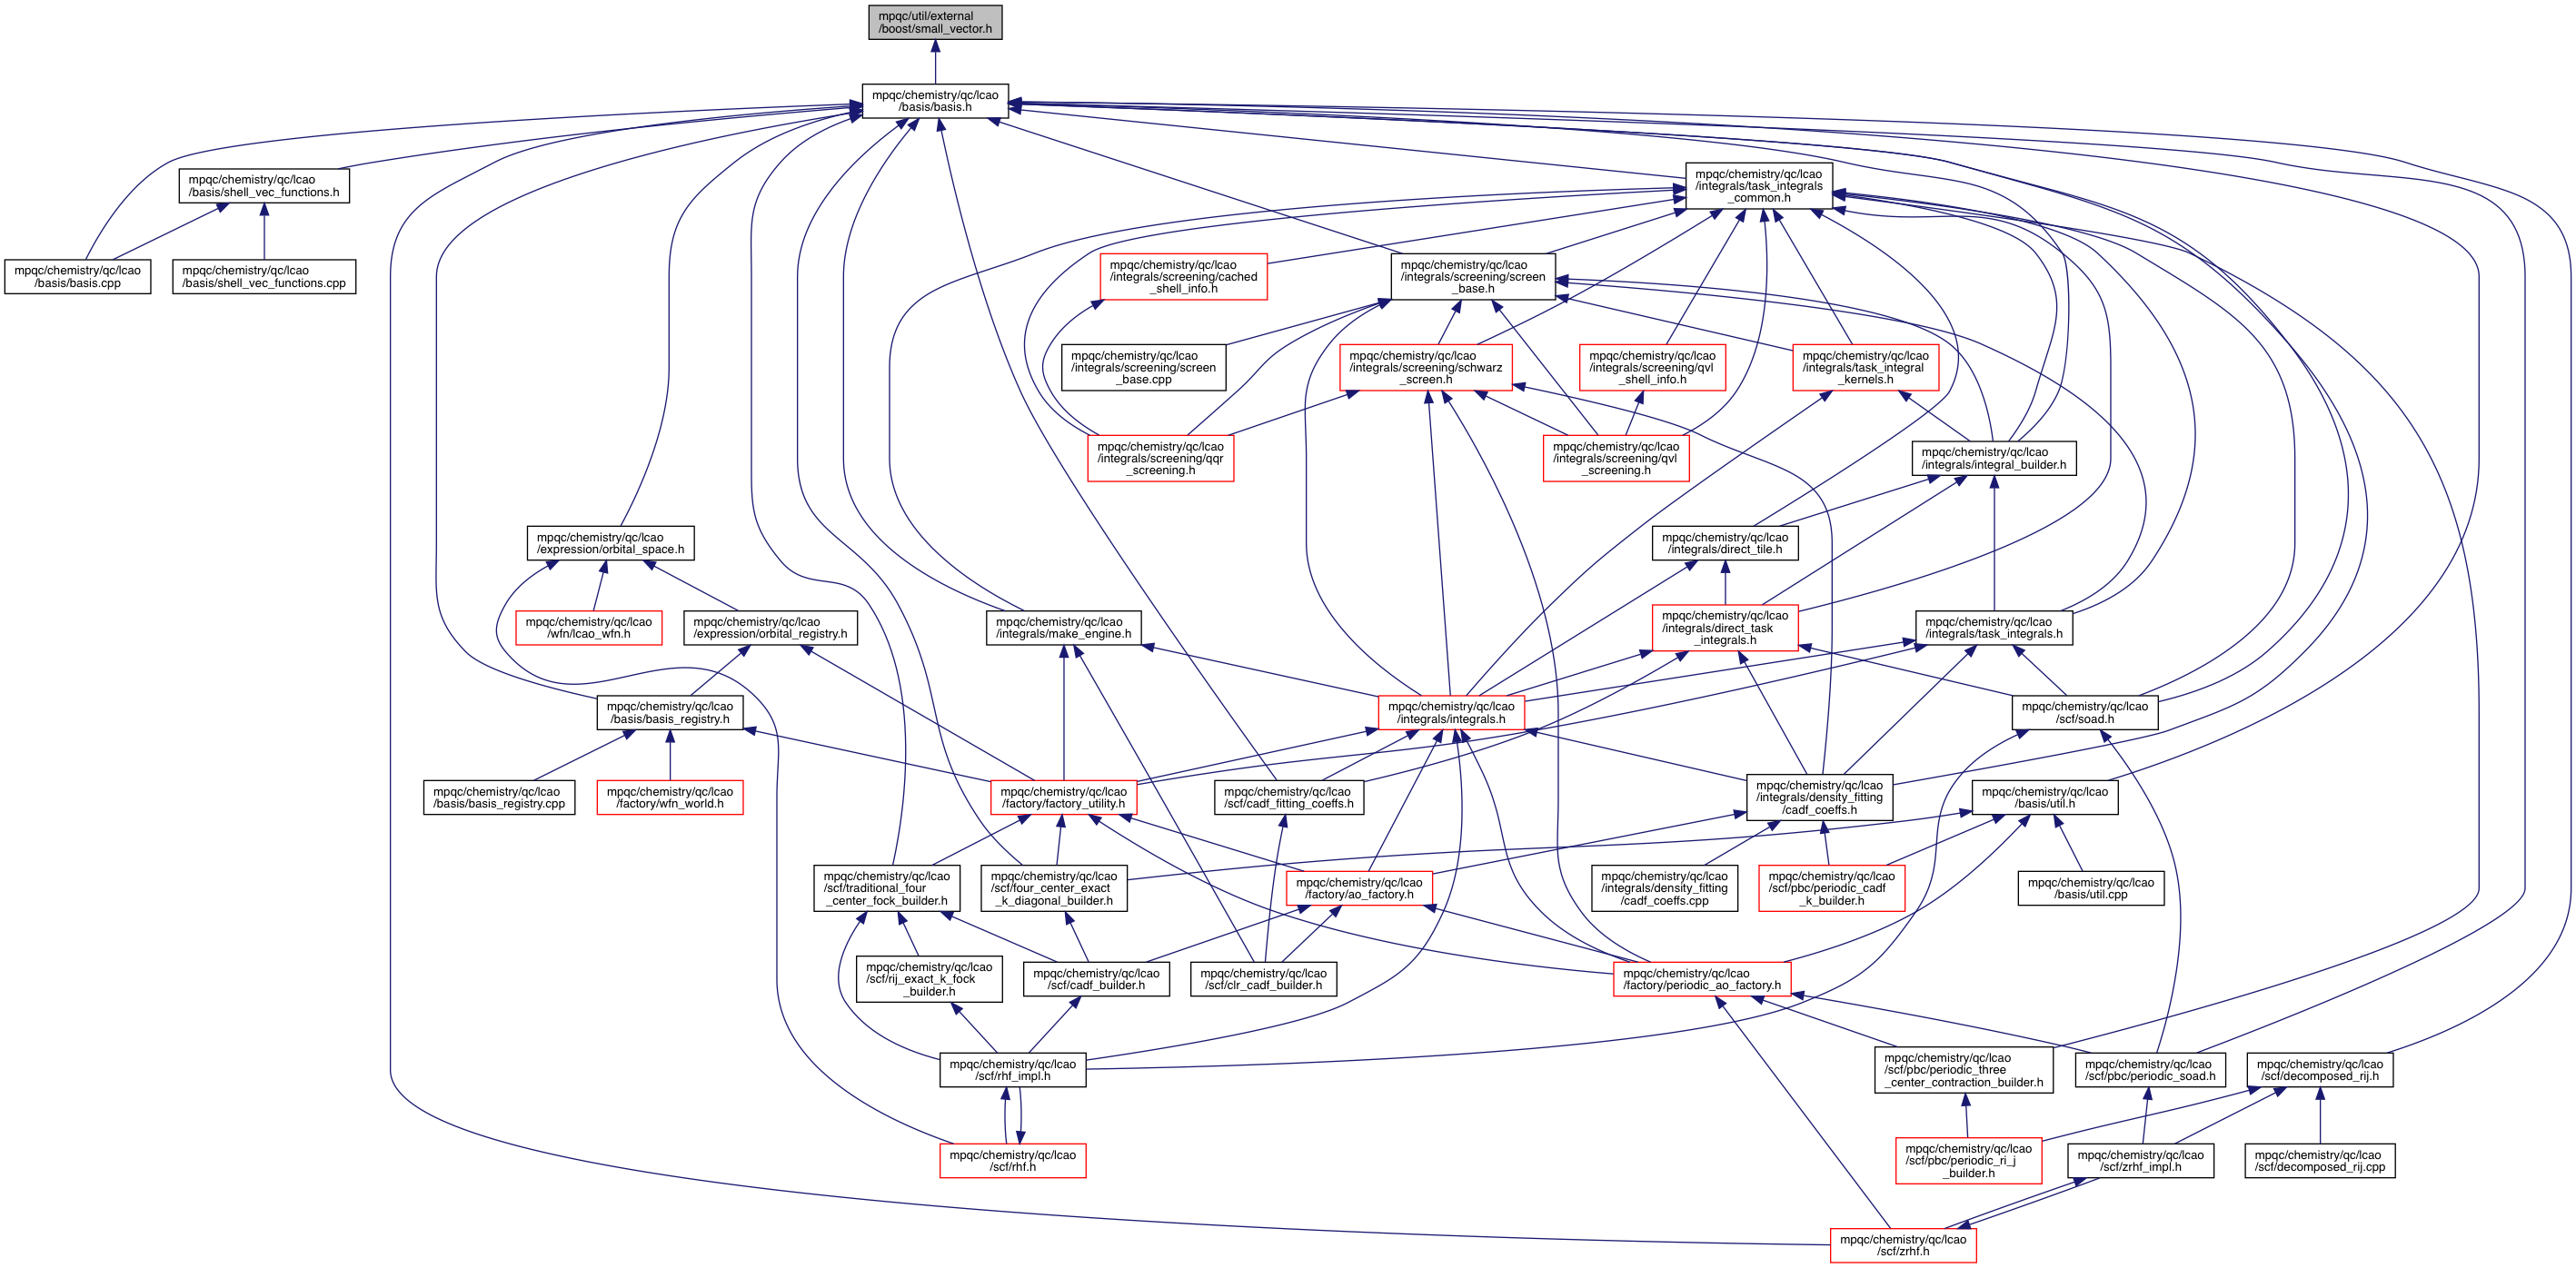 mpqc/util/external
/boost/small_vector.h
mpqc/chemistry/qc/lcao
/basis/basis.h
mpqc/chemistry/qc/lcao
/basis/shell_vec_functions.h
mpqc/chemistry/qc/lcao
/integrals/task_integrals
_common.h
mpqc/chemistry/qc/lcao
/basis/basis.cpp
mpqc/chemistry/qc/lcao
/basis/shell_vec_functions.cpp
mpqc/chemistry/qc/lcao
/integrals/screening/cached
_shell_info.h
mpqc/chemistry/qc/lcao
/integrals/screening/screen
_base.h
mpqc/chemistry/qc/lcao
/integrals/screening/screen
_base.cpp
mpqc/chemistry/qc/lcao
/integrals/screening/schwarz
_screen.h
mpqc/chemistry/qc/lcao
/integrals/screening/qvl
_shell_info.h
mpqc/chemistry/qc/lcao
/integrals/task_integral
_kernels.h
mpqc/chemistry/qc/lcao
/integrals/screening/qqr
_screening.h
mpqc/chemistry/qc/lcao
/integrals/screening/qvl
_screening.h
mpqc/chemistry/qc/lcao
/integrals/integral_builder.h
mpqc/chemistry/qc/lcao
/expression/orbital_space.h
mpqc/chemistry/qc/lcao
/integrals/direct_tile.h
mpqc/chemistry/qc/lcao
/wfn/lcao_wfn.h
mpqc/chemistry/qc/lcao
/expression/orbital_registry.h
mpqc/chemistry/qc/lcao
/integrals/make_engine.h
mpqc/chemistry/qc/lcao
/integrals/direct_task
_integrals.h
mpqc/chemistry/qc/lcao
/integrals/task_integrals.h
mpqc/chemistry/qc/lcao
/basis/basis_registry.h
mpqc/chemistry/qc/lcao
/integrals/integrals.h
mpqc/chemistry/qc/lcao
/scf/soad.h
mpqc/chemistry/qc/lcao
/basis/basis_registry.cpp
mpqc/chemistry/qc/lcao
/factory/wfn_world.h
mpqc/chemistry/qc/lcao
/factory/factory_utility.h
mpqc/chemistry/qc/lcao
/scf/cadf_fitting_coeffs.h
mpqc/chemistry/qc/lcao
/integrals/density_fitting
/cadf_coeffs.h
mpqc/chemistry/qc/lcao
/basis/util.h
mpqc/chemistry/qc/lcao
/scf/traditional_four
_center_fock_builder.h
mpqc/chemistry/qc/lcao
/scf/four_center_exact
_k_diagonal_builder.h
mpqc/chemistry/qc/lcao
/factory/ao_factory.h
mpqc/chemistry/qc/lcao
/integrals/density_fitting
/cadf_coeffs.cpp
mpqc/chemistry/qc/lcao
/scf/pbc/periodic_cadf
_k_builder.h
mpqc/chemistry/qc/lcao
/basis/util.cpp
mpqc/chemistry/qc/lcao
/scf/rij_exact_k_fock
_builder.h
mpqc/chemistry/qc/lcao
/scf/cadf_builder.h
mpqc/chemistry/qc/lcao
/scf/clr_cadf_builder.h
mpqc/chemistry/qc/lcao
/factory/periodic_ao_factory.h
mpqc/chemistry/qc/lcao
/scf/rhf_impl.h
mpqc/chemistry/qc/lcao
/scf/pbc/periodic_three
_center_contraction_builder.h
mpqc/chemistry/qc/lcao
/scf/pbc/periodic_soad.h
mpqc/chemistry/qc/lcao
/scf/decomposed_rij.h
mpqc/chemistry/qc/lcao
/scf/rhf.h
mpqc/chemistry/qc/lcao
/scf/pbc/periodic_ri_j
_builder.h
mpqc/chemistry/qc/lcao
/scf/zrhf_impl.h
mpqc/chemistry/qc/lcao
/scf/decomposed_rij.cpp
mpqc/chemistry/qc/lcao
/scf/zrhf.h